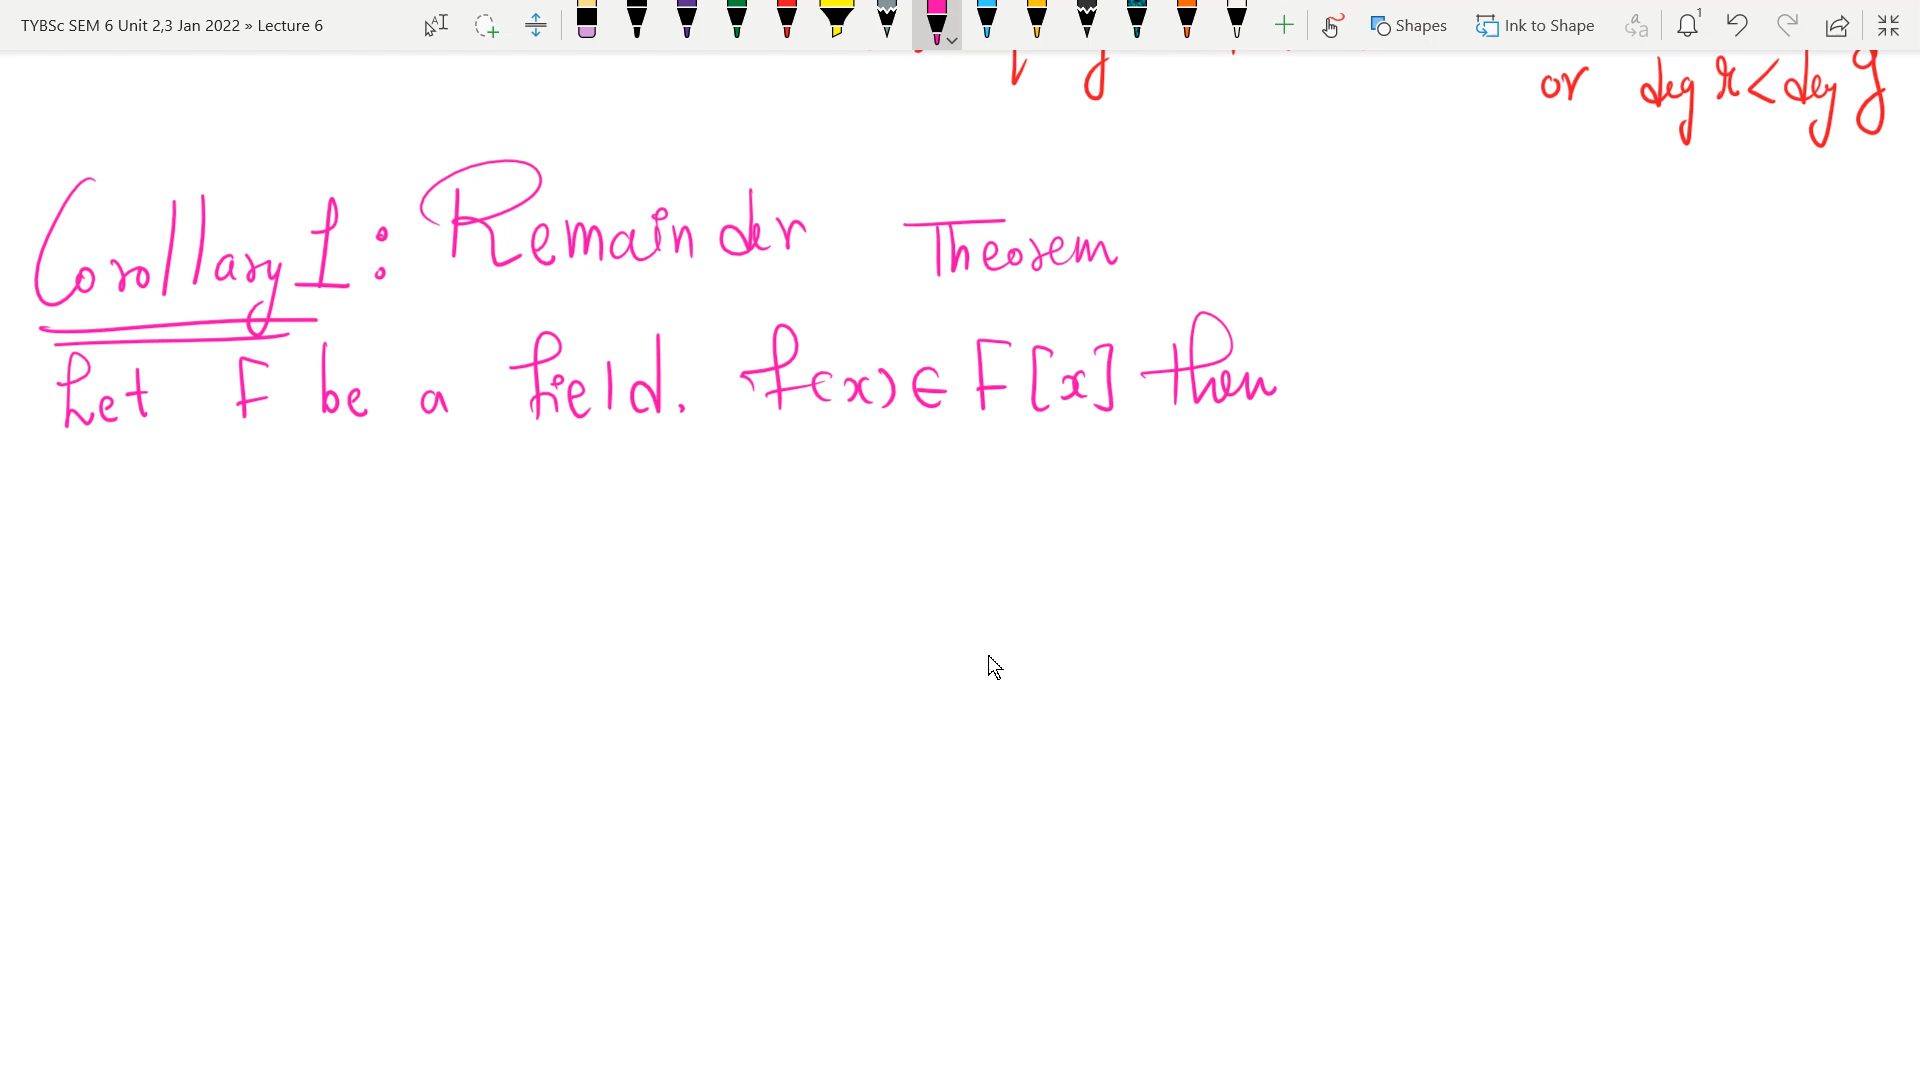 TYBSc SEM 6 Unit 2,3 Jan 2022 » Lecture 6
Shapes
Ink to Shape
1
or deg r < deg g
Corollary 1 : Remainder Theorem
Let F be a field. f(x) ∈ F[x] then